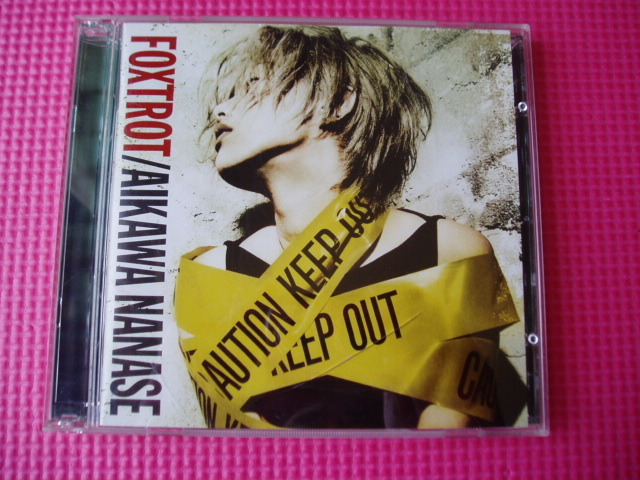 FOXTROT/AIKAWA NANASE
CAUTION KEEP OUT
KEEP OUT